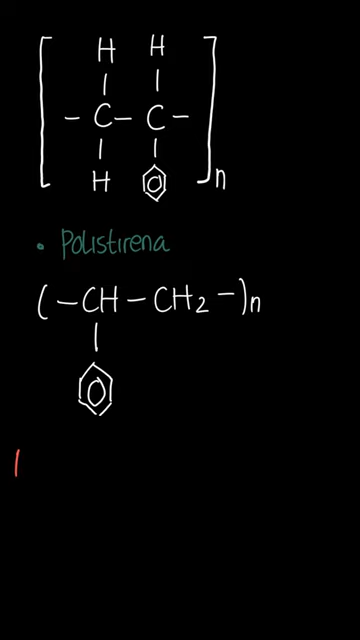 H H
- C - C -
H
n
• Polistirena
(-CH-CH2-)n